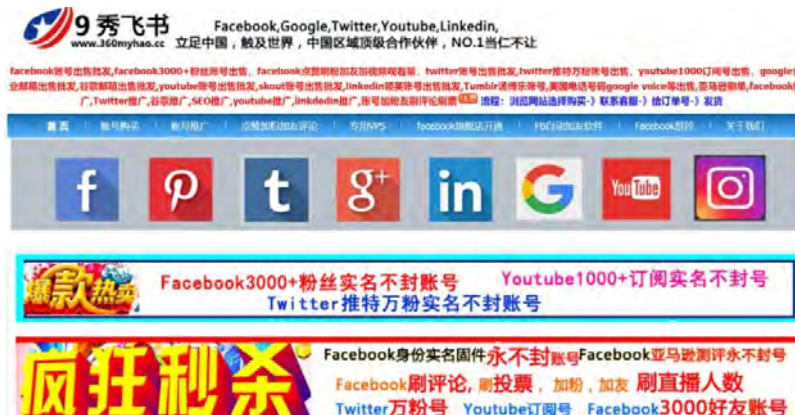 9 秀飞书
Facebook,Google,Twitter,Youtube,Linkedin,
www.360myhao.cc 立足中国，触及世界，中国区域顶级合作伙伴，NO.1当仁不让
facebook账号出售批发,facebook3000+粉丝账号出售、facebook点赞刷粉加友加视频观看量、twitter账号出售批发,twitter推特万粉账号出售、youtube1000订阅号出售、google企
业邮箱出售批发,谷歌邮箱出售批发,youtube账号出售批发,skout账号出售批发,linkedin领英账号出售批发,Tumblr汤博乐账号,美国电话号码google voice等出售,亚马逊刷单,facebook
广,Twitter推广,谷歌推广,SEO推广,youtube推广,linkdedin推广,账号加粉友刷评论刷票 流程：浏览网站选择购买-》联系客服-》给订单号-》发货
首页 账号购买 账号推广 点赞加粉加友评论 专用VPS facebook旗舰店开通 FB自动加友软件 Facebook群控 关于我们
f P t g+ in G You Tube
爆款热卖 Facebook3000+粉丝实名不封账号 Youtube1000+订阅实名不封号
Twitter推特万粉实名不封账号
疯狂秒杀
Facebook身份实名固件永不封账号Facebook亚马逊测评永不封号
Facebook刷评论, 刷投票，加粉，加友 刷直播人数
Twitter万粉号 Youtube订阅号 Facebook3000好友账号